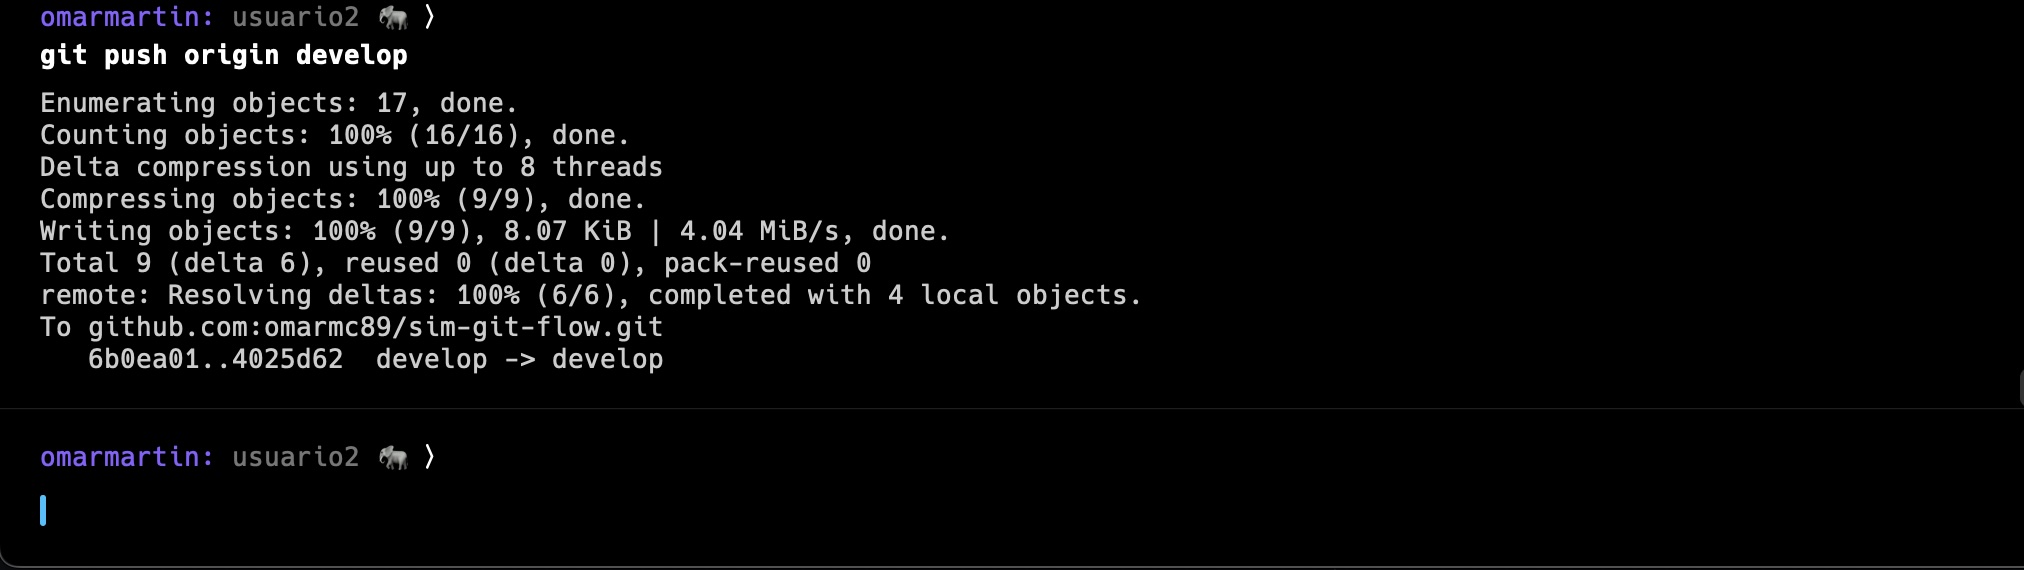 omarmartin: usuario2 🐘 ⟩
git push origin develop
Enumerating objects: 17, done.
Counting objects: 100% (16/16), done.
Delta compression using up to 8 threads
Compressing objects: 100% (9/9), done.
Writing objects: 100% (9/9), 8.07 KiB | 4.04 MiB/s, done.
Total 9 (delta 6), reused 0 (delta 0), pack-reused 0
remote: Resolving deltas: 100% (6/6), completed with 4 local objects.
To github.com:omarmc89/sim-git-flow.git
   6b0ea01..4025d62  develop -> develop
omarmartin: usuario2 🐘 ⟩